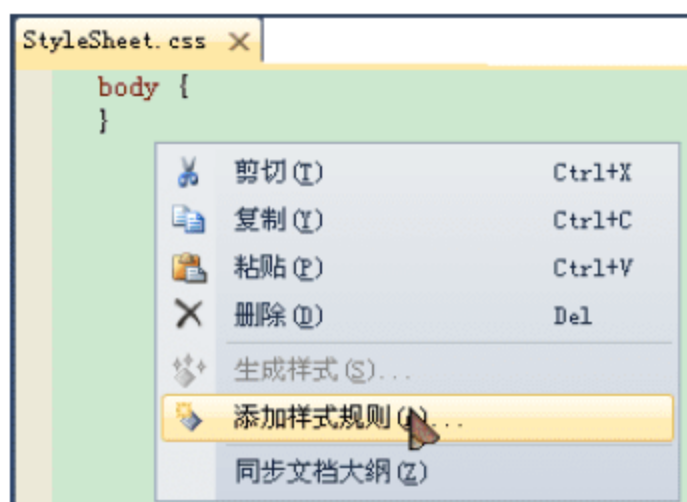 StyleSheet.css
body {
}
剪切(T) Ctrl+X
复制(Y) Ctrl+C
粘贴(P) Ctrl+V
删除(D) Del
生成样式(S)...
添加样式规则( )...
同步文档大纲(Z)